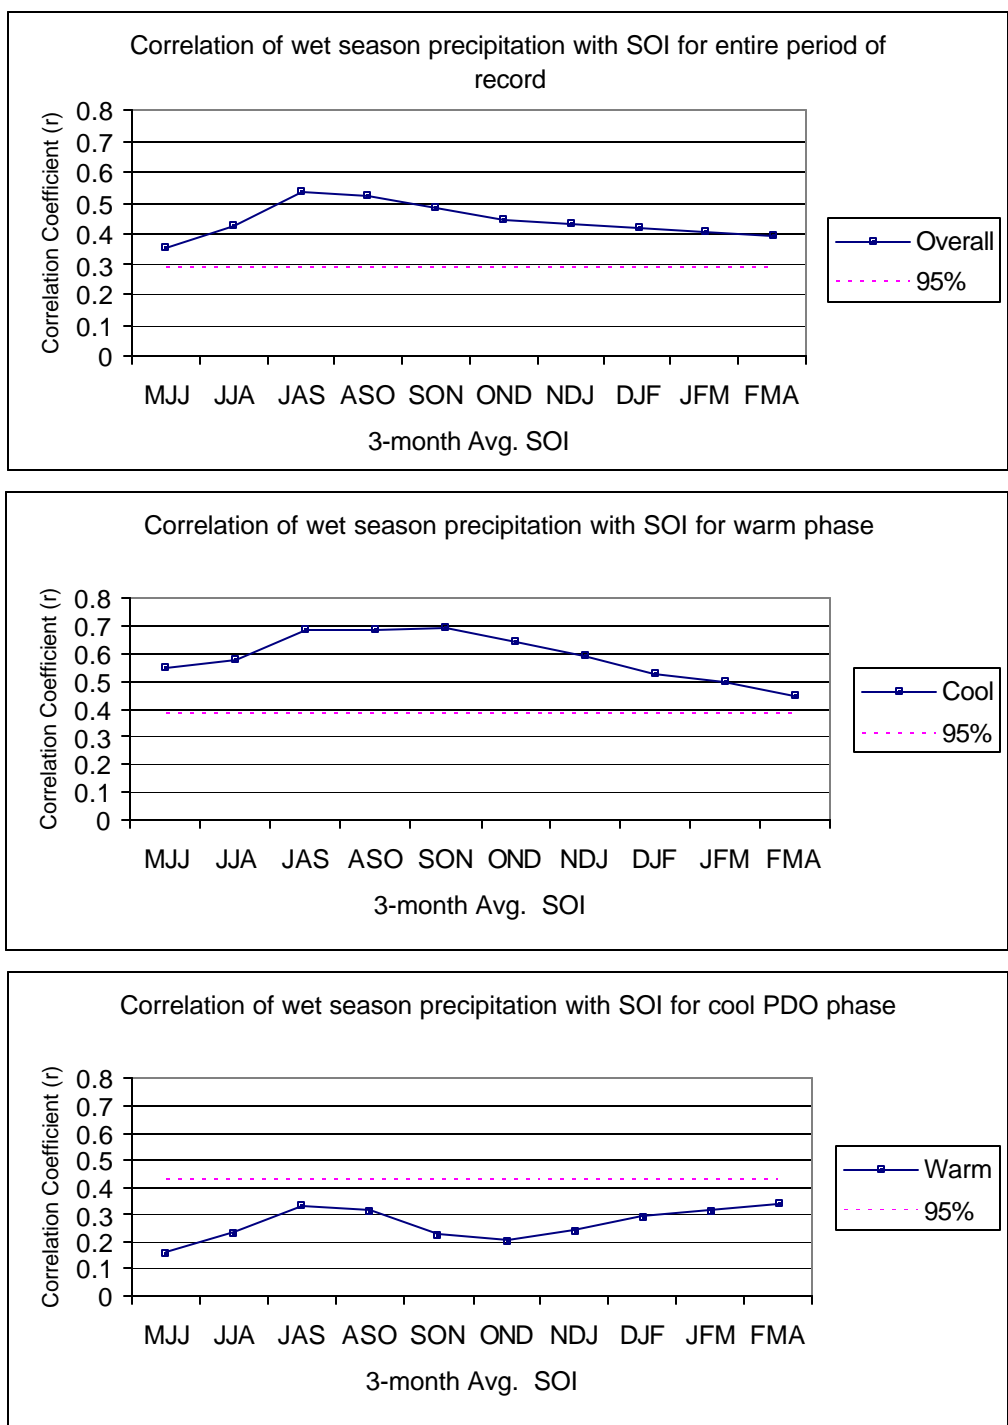 Correlation of wet season precipitation with SOI for entire period of
record
Correlation Coefficient (r)
0.8
0.7
0.6
0.5
0.4
0.3
0.2
0.1
0
MJJ JJA JAS ASO SON OND NDJ DJF JFM FMA
3-month Avg. SOI
Overall
95%
Correlation of wet season precipitation with SOI for warm phase
Correlation Coefficient (r)
0.8
0.7
0.6
0.5
0.4
0.3
0.2
0.1
0
MJJ JJA JAS ASO SON OND NDJ DJF JFM FMA
3-month Avg. SOI
Cool
95%
Correlation of wet season precipitation with SOI for cool PDO phase
Correlation Coefficient (r)
0.8
0.7
0.6
0.5
0.4
0.3
0.2
0.1
0
MJJ JJA JAS ASO SON OND NDJ DJF JFM FMA
3-month Avg. SOI
Warm
95%